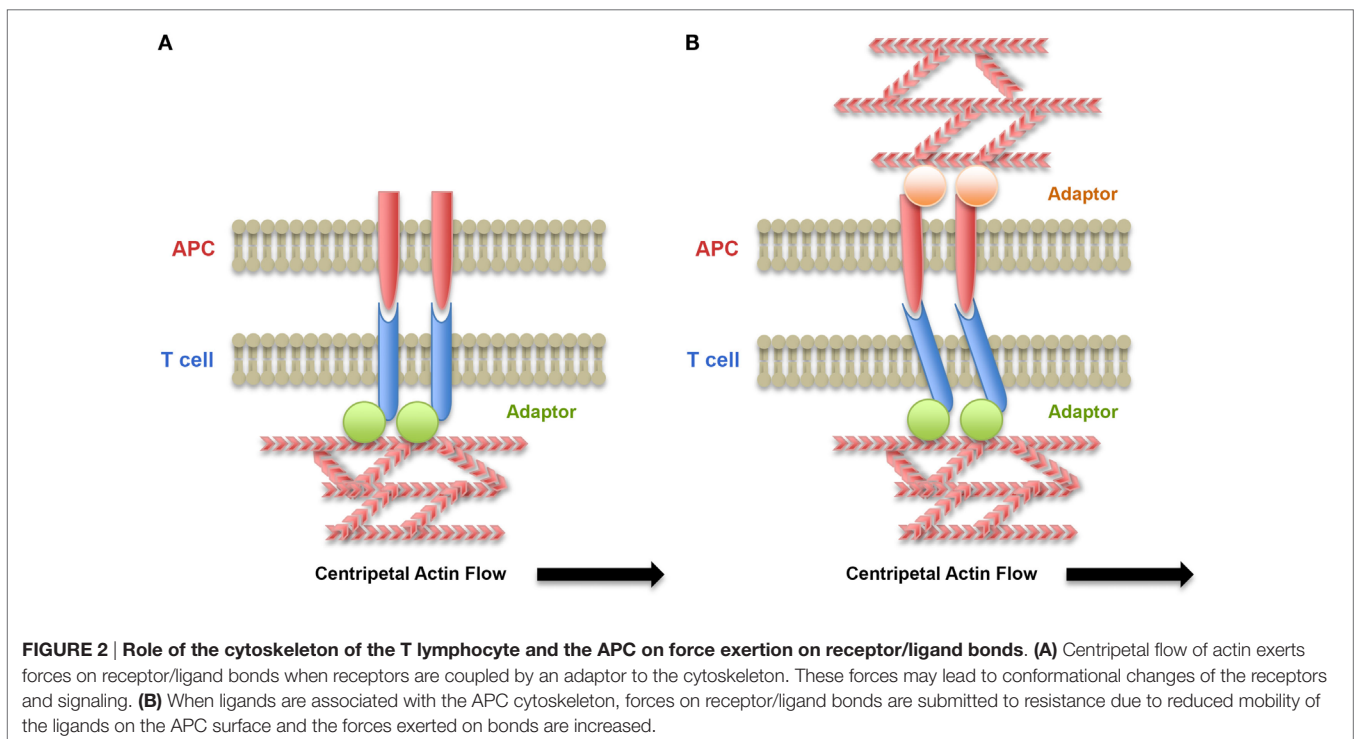 A
B
Adaptor
APC
APC
T cell
T cell
Adaptor
Adaptor
Centripetal Actin Flow
Centripetal Actin Flow
FIGURE 2 | Role of the cytoskeleton of the T lymphocyte and the APC on force exertion on receptor/ligand bonds. (A) Centripetal flow of actin exerts
forces on receptor/ligand bonds when receptors are coupled by an adaptor to the cytoskeleton. These forces may lead to conformational changes of the receptors
and signaling. (B) When ligands are associated with the APC cytoskeleton, forces on receptor/ligand bonds are submitted to resistance due to reduced mobility of
the ligands on the APC surface and the forces exerted on bonds are increased.